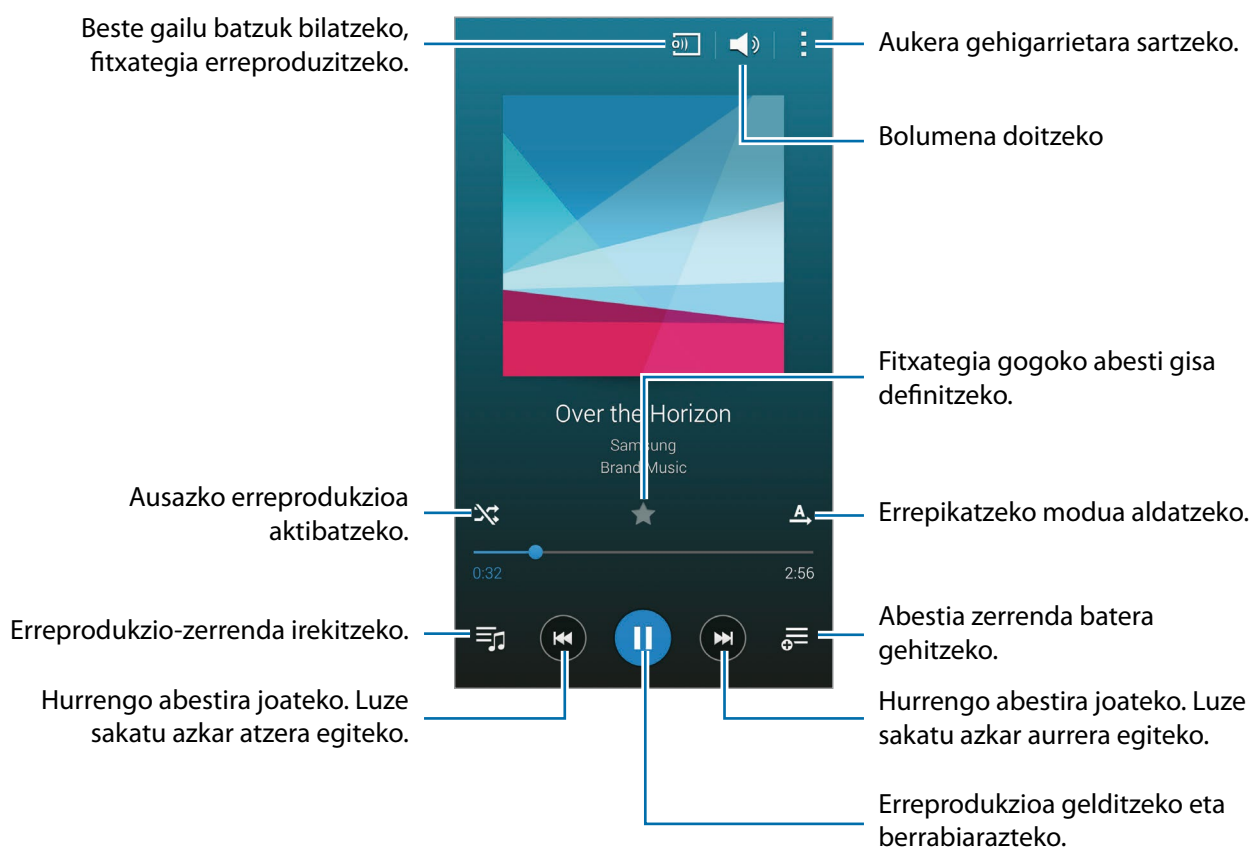 Beste gailu batzuk bilatzeko,
fitxategia erreproduzitzeko.
Aukera gehigarrietara sartzeko.
Bolumena doitzeko
Fitxategia gogoko abesti gisa
definitzeko.
Over the Horizon
Samsung
Brand Music
Ausazko erreprodukzioa
aktibatzeko.
A
Errepikatzeko modua aldatzeko.
0:32
2:56
Erreprodukzio-zerrenda irekitzeko.
Abestia zerrenda batera
gehitzeko.
Hurrengo abestira joateko. Luze
sakatu azkar atzera egiteko.
Hurrengo abestira joateko. Luze
sakatu azkar aurrera egiteko.
Erreprodukzioa gelditzeko eta
berrabiarazteko.